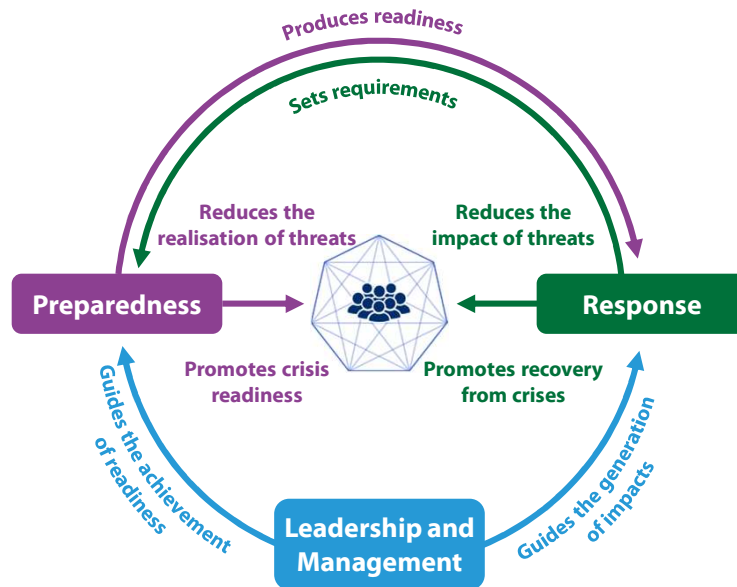 Produces readiness
Sets requirements
Reduces the
realisation of threats
Reduces the
impact of threats
Preparedness
Response
Promotes crisis
readiness
Promotes recovery
from crises
Guides the achievement
of readiness
Guides the generation
of impacts
Leadership and
Management